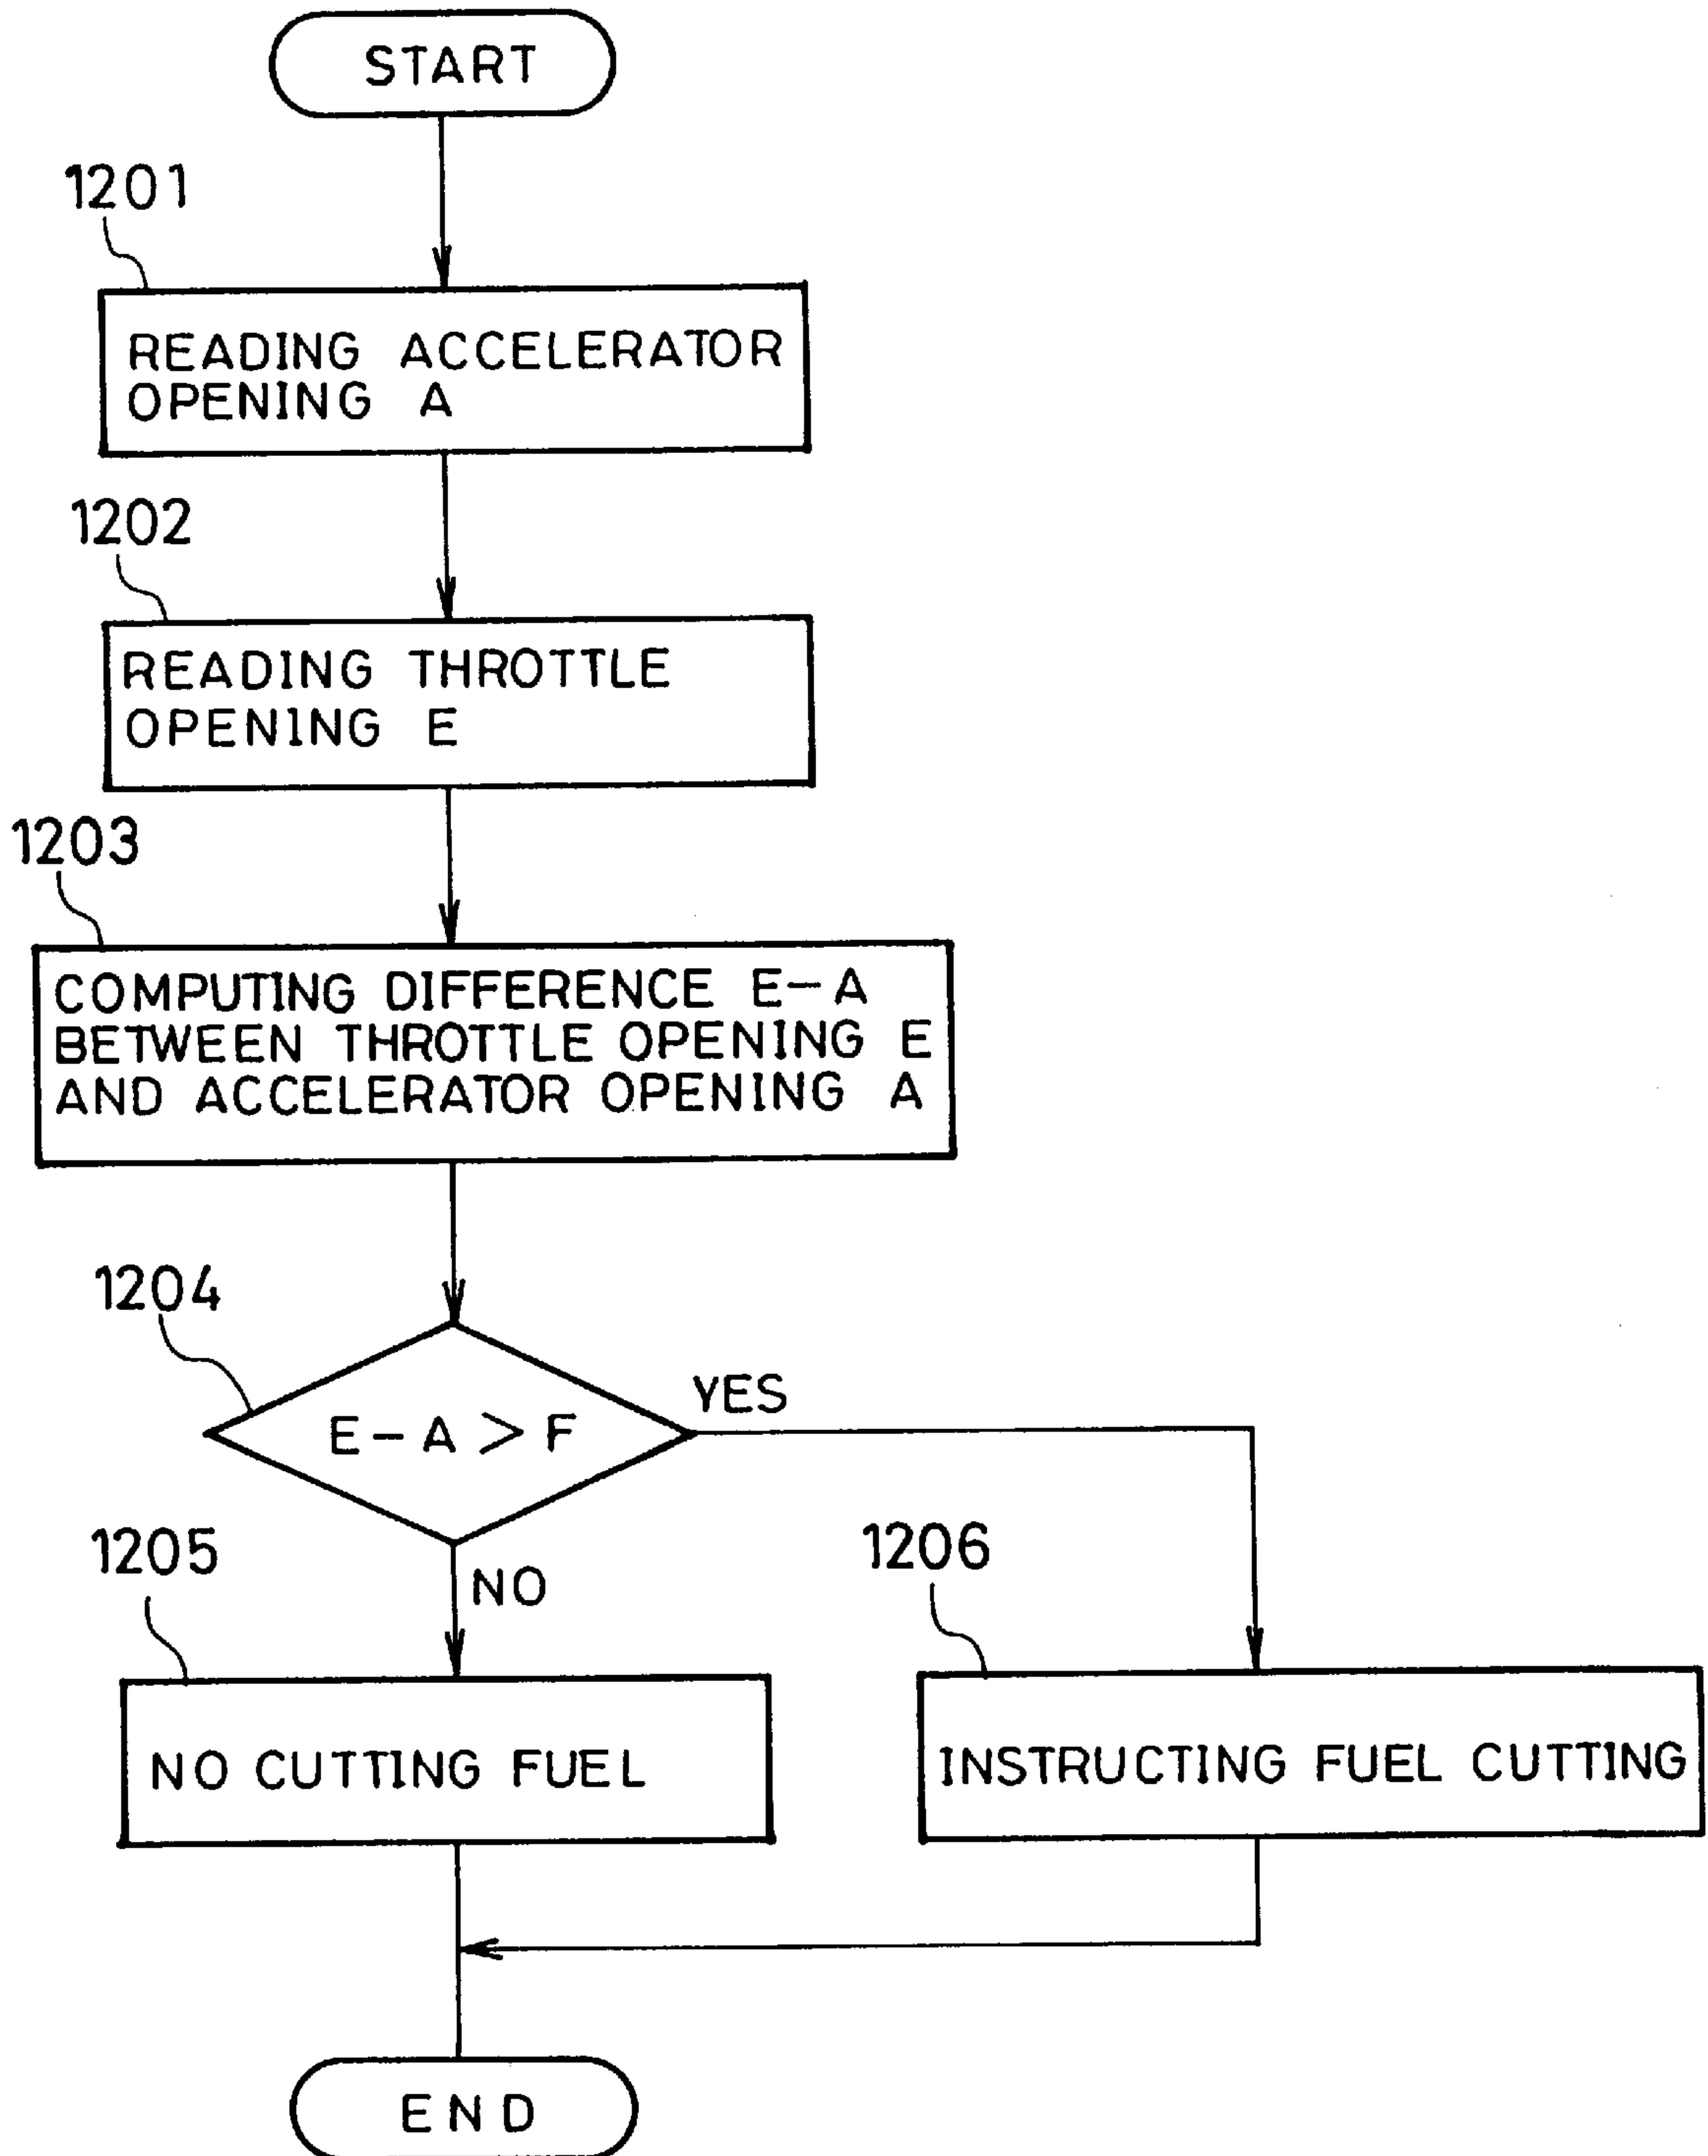 START
1201
READING ACCELERATOR
OPENING A
1202
READING THROTTLE
OPENING E
1203
COMPUTING DIFFERENCE E-A
BETWEEN THROTTLE OPENING E
AND ACCELERATOR OPENING A
1204
E-A>F
YES
NO
1205
NO CUTTING FUEL
1206
INSTRUCTING FUEL CUTTING
END